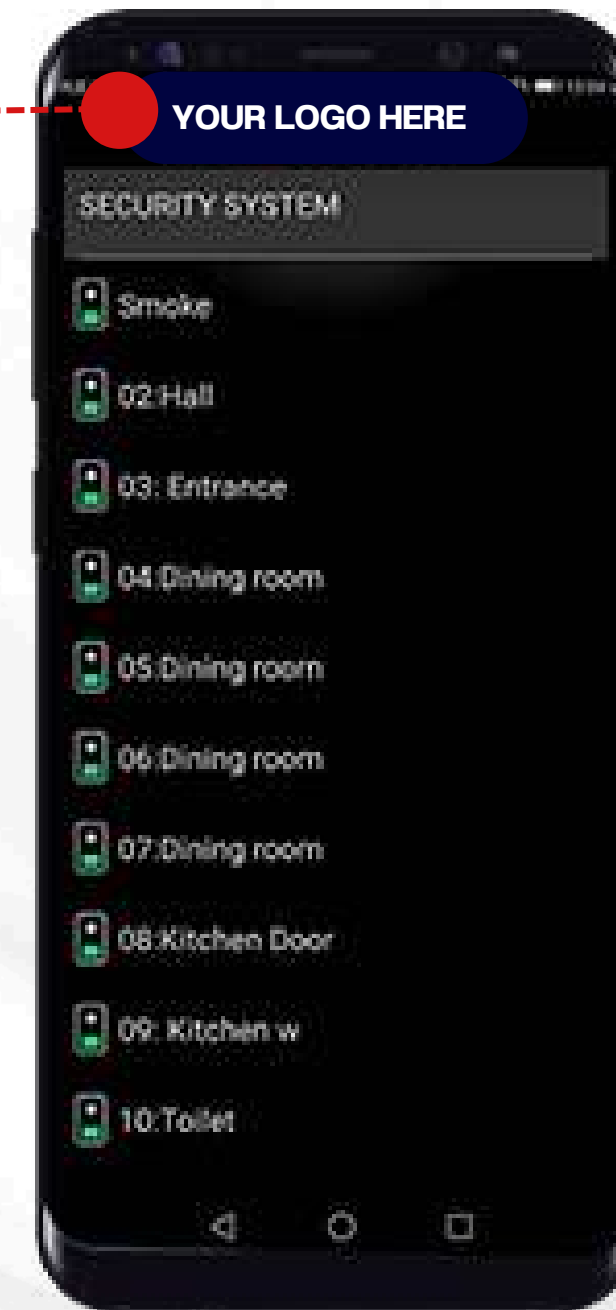 YOUR LOGO HERE
SECURITY SYSTEM
Smoke
02:Hall
03: Entrance
04:Dining room
05:Dining room
06:Dining room
07:Dining room
08:Kitchen Door
09: Kitchen w
10:Toilet